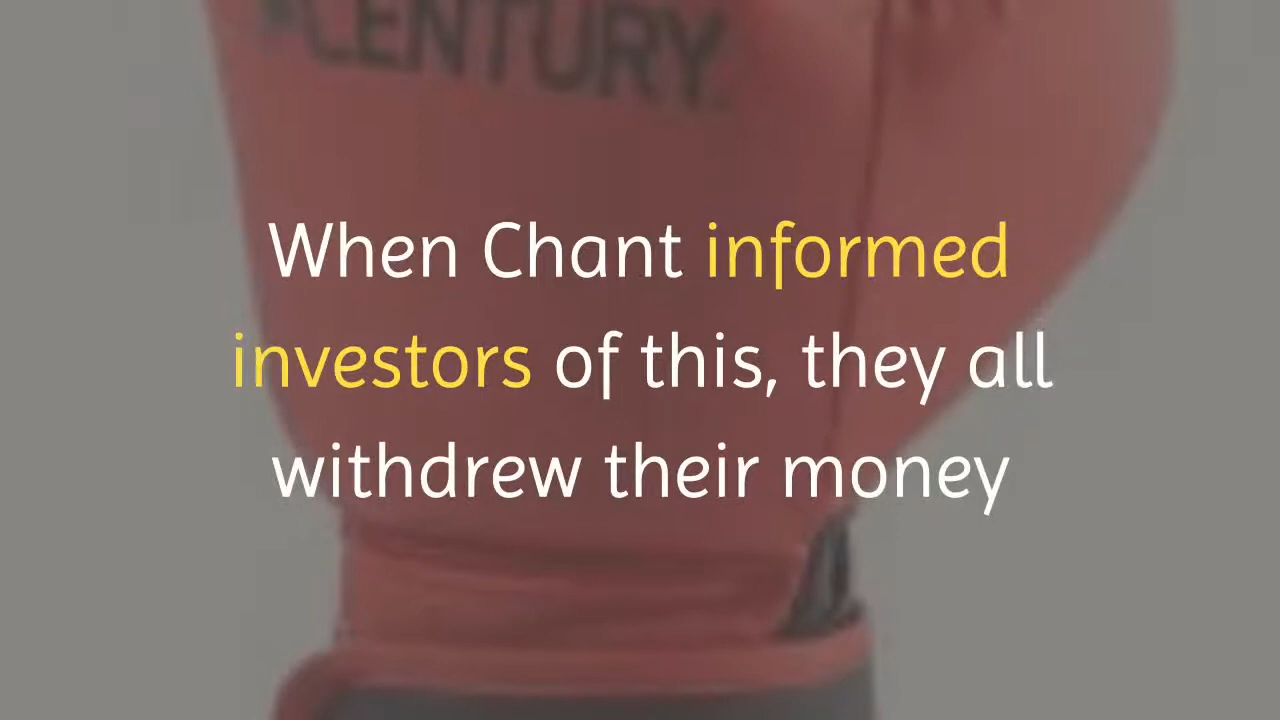 CENTURY
When Chant informed
investors of this, they all
withdrew their money